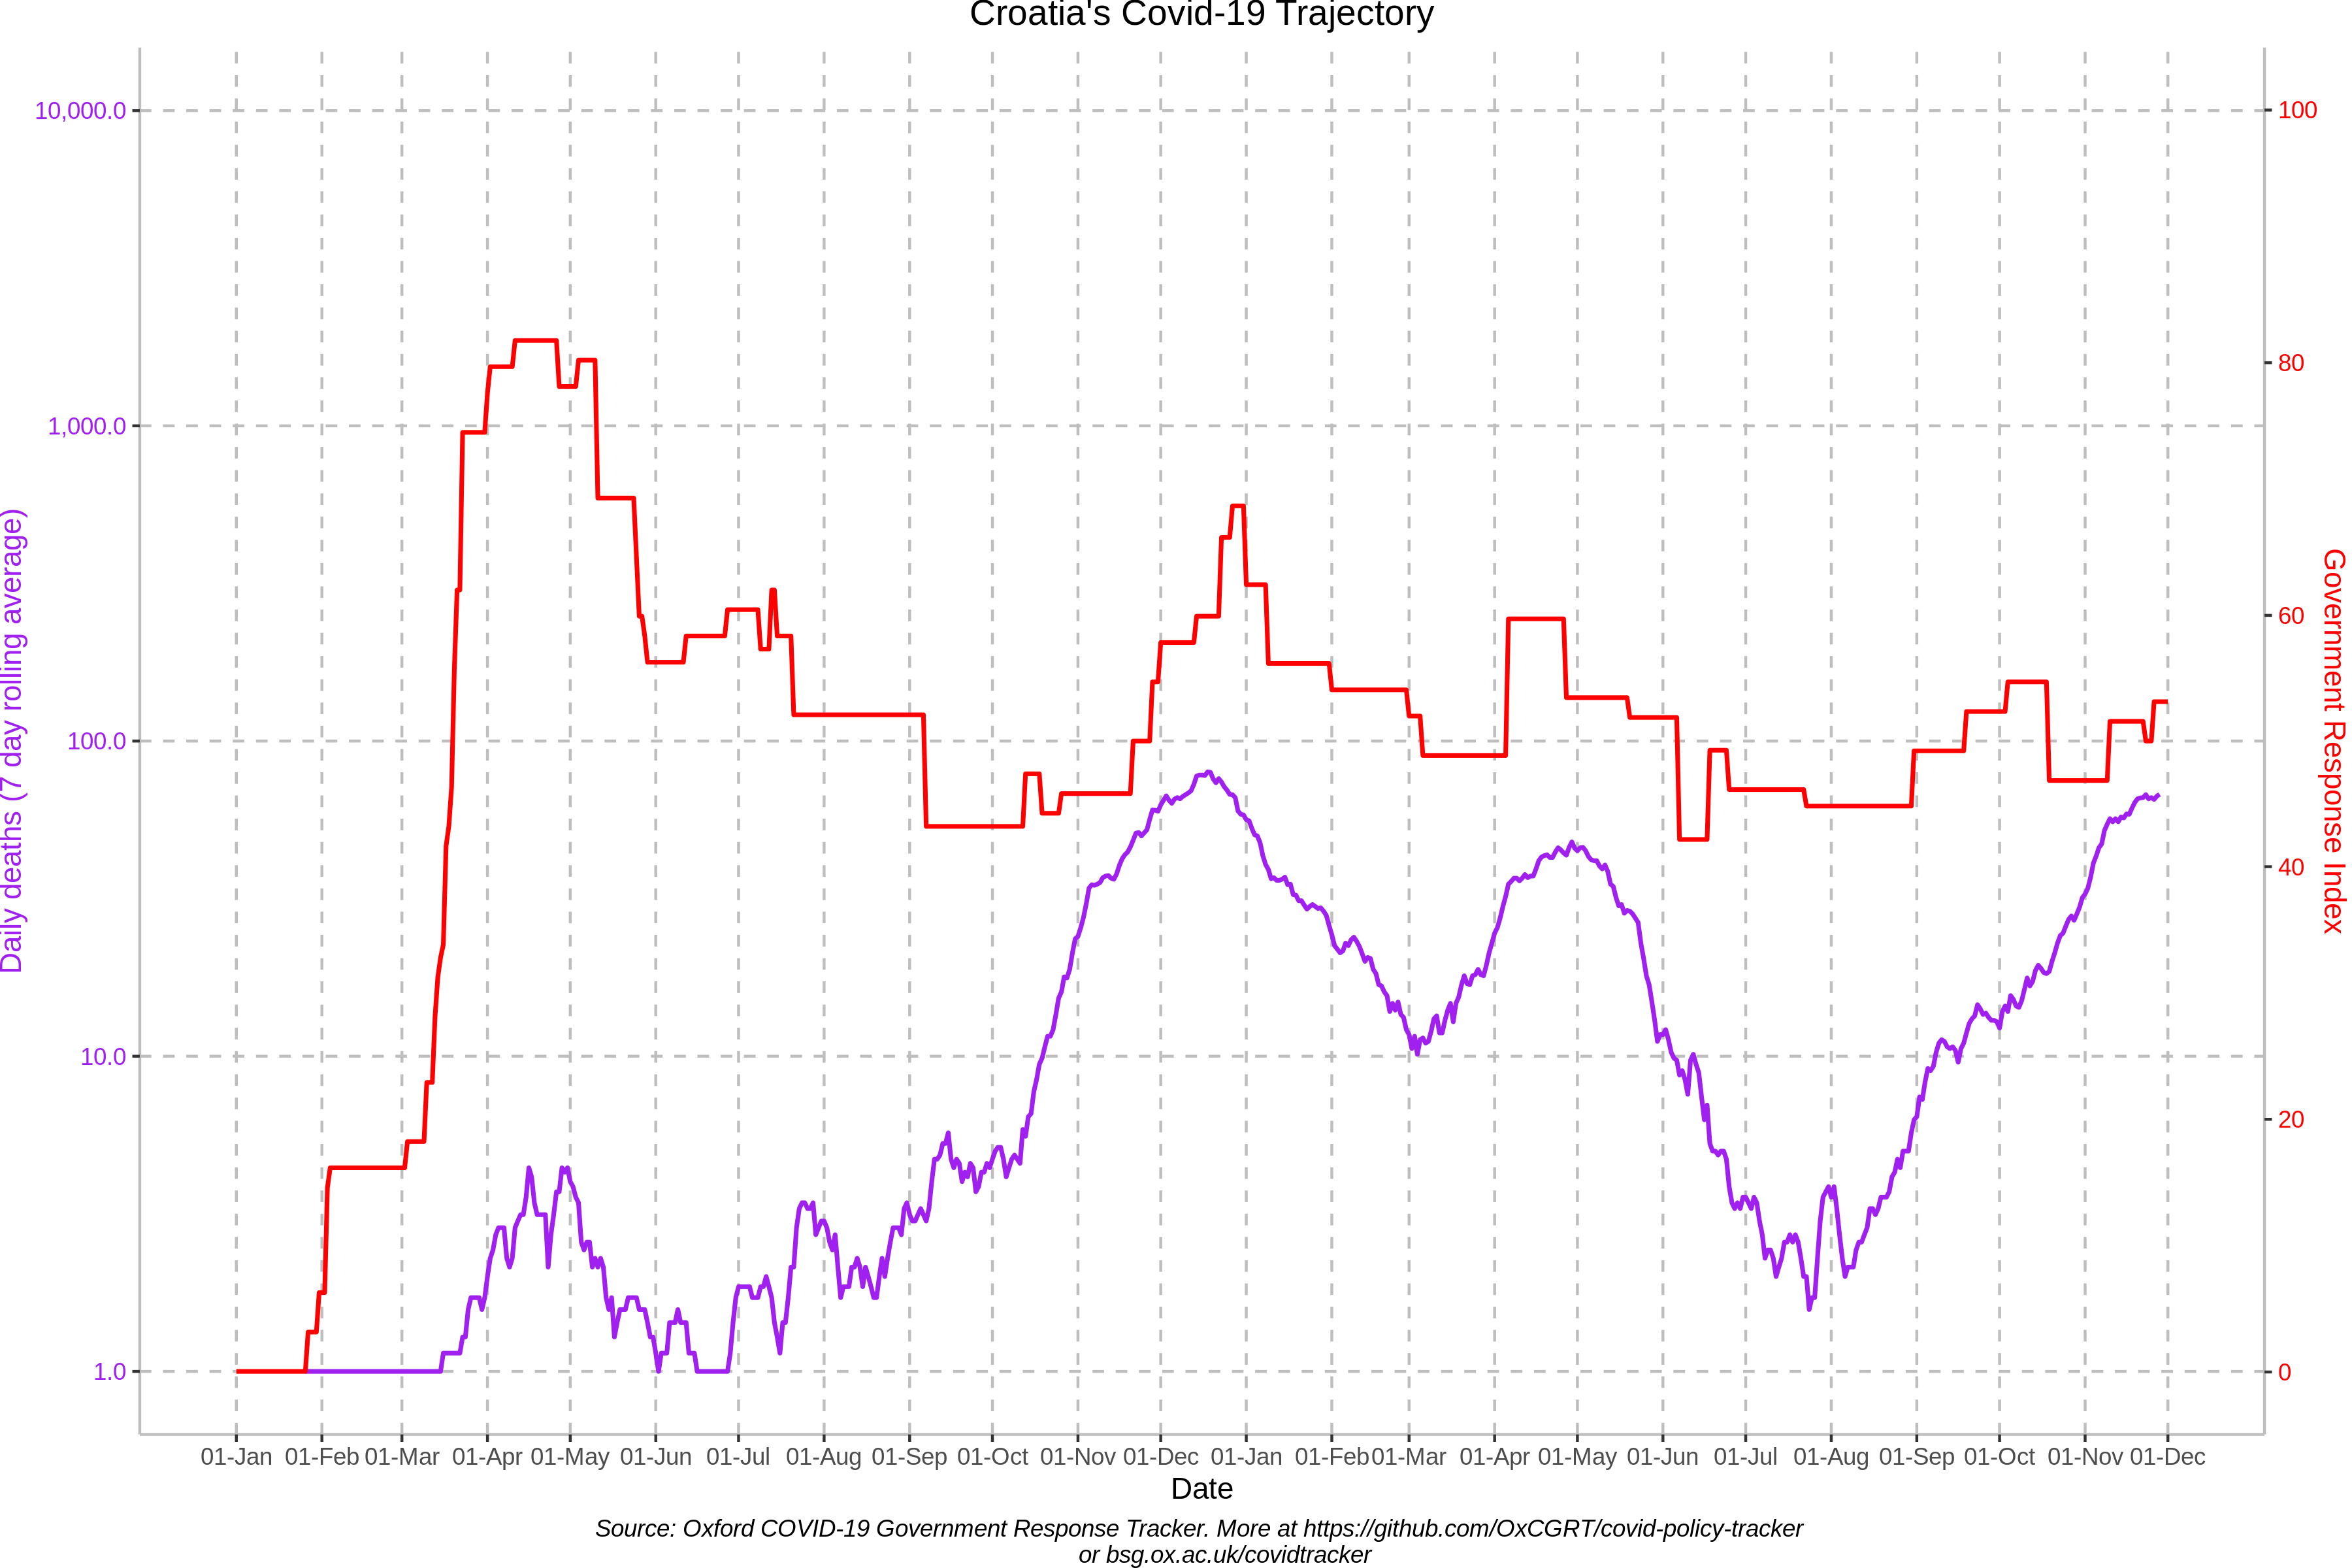 Croatia's Covid-19 Trajectory
10,000.0
1,000.0
100.0
10.0
1.0
Daily deaths (7 day rolling average)
100
80
60
40
20
0
Government Response Index
01-Jan 01-Feb 01-Mar 01-Apr 01-May 01-Jun 01-Jul 01-Aug 01-Sep 01-Oct 01-Nov 01-Dec 01-Jan 01-Feb 01-Mar 01-Apr 01-May 01-Jun 01-Jul 01-Aug 01-Sep 01-Oct 01-Nov 01-Dec
Date
Source: Oxford COVID-19 Government Response Tracker. More at https://github.com/OxCGRT/covid-policy-tracker
or bsg.ox.ac.uk/covidtracker